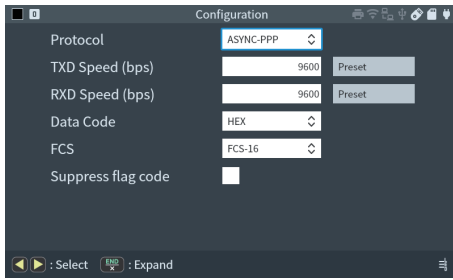 0 Configuration
Protocol ASYNC-PPP
TXD Speed (bps) 9600 Preset
RXD Speed (bps) 9600 Preset
Data Code HEX
FCS FCS-16
Suppress flag code
: Select END × : Expand